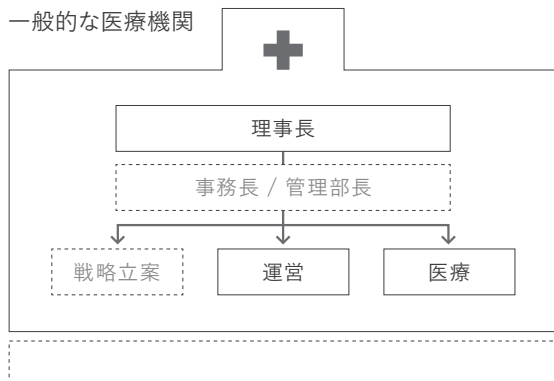 一般的な医療機関
理事長
事務長 / 管理部長
戦略立案
運営
医療